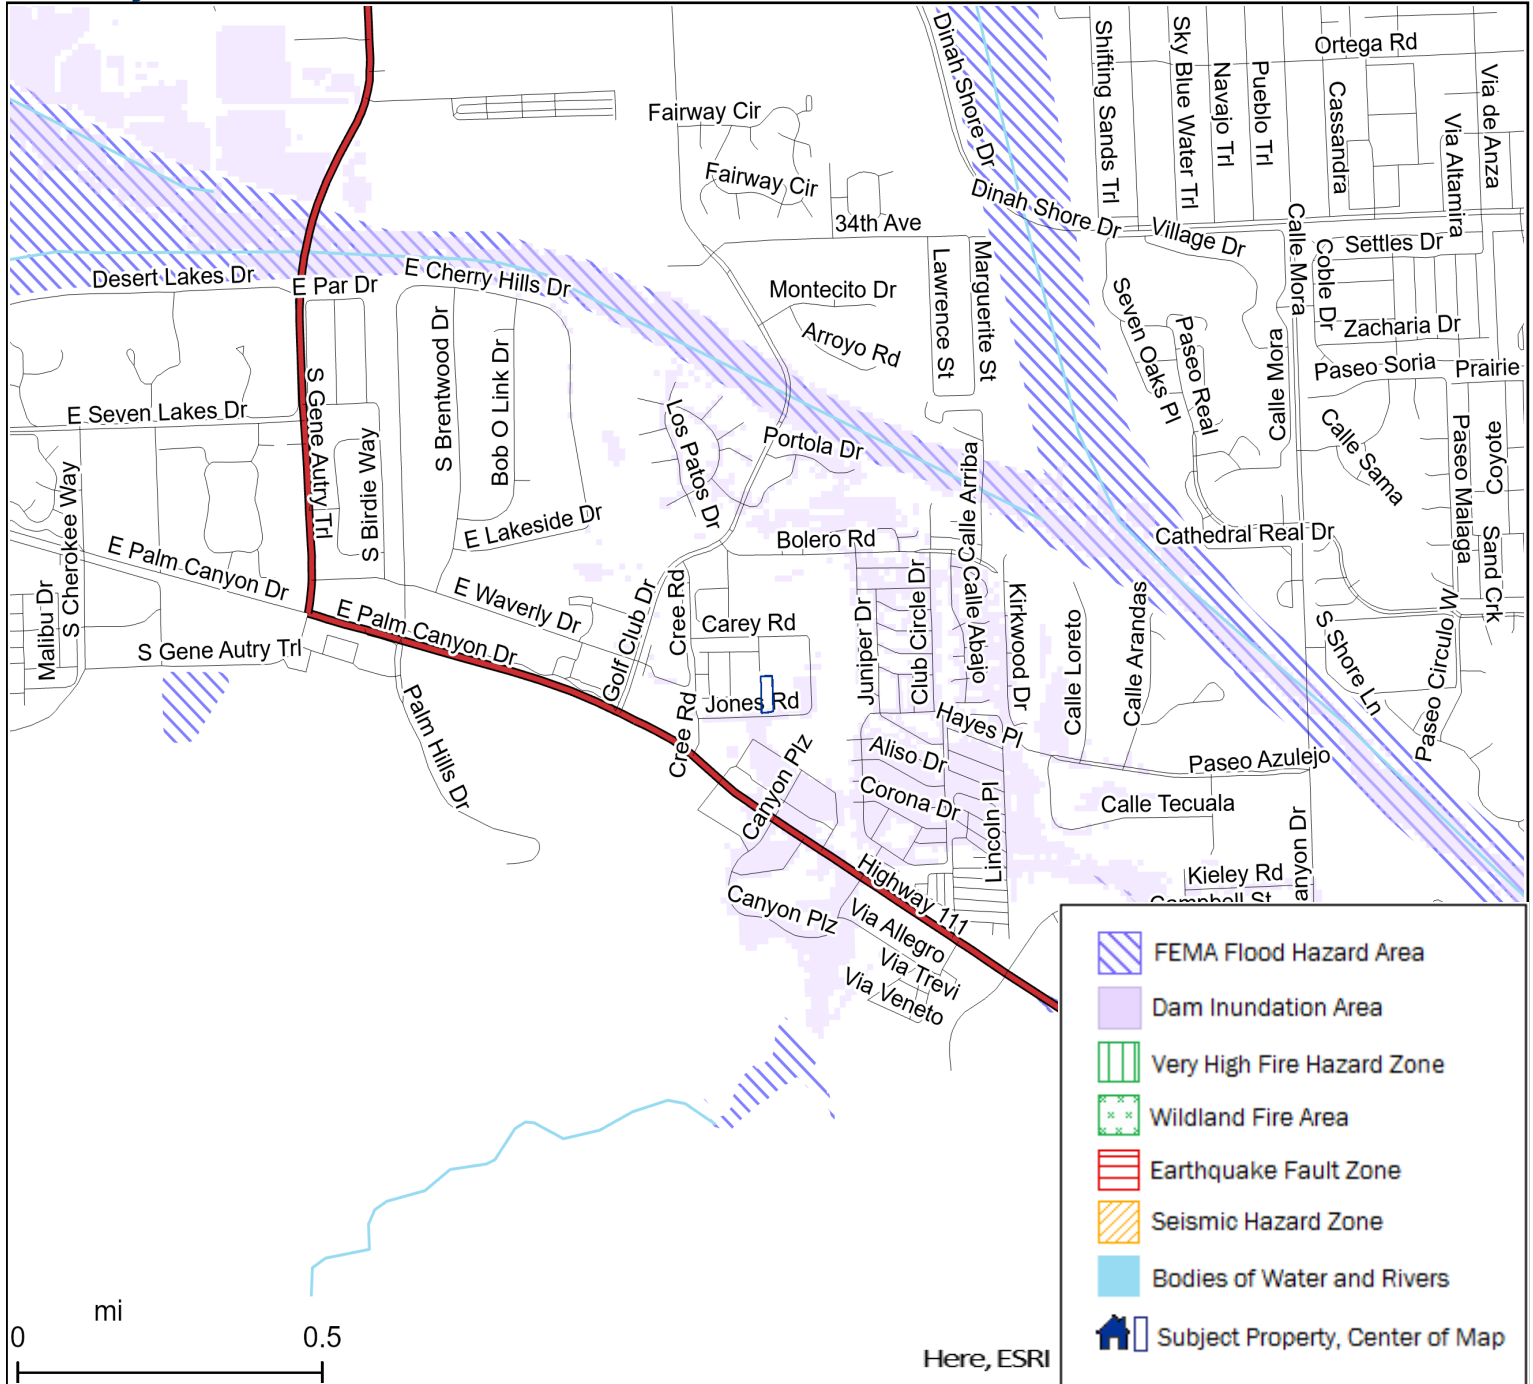 Dinah Shore Dr
Shifting Sands Trl
Sky Blue Water Trl
Navajo Trl
Pueblo Trl
Ortega Rd
Cassandra
Via de Anza
Via Altamira
Fairway Cir
Fairway Cir
34th Ave
Dinah Shore Dr
Village Dr
Calle Mora
Coble Dr
Settles Dr
Desert Lakes Dr
E Par Dr
E Cherry Hills Dr
Montecito Dr
Arroyo Rd
Lawrence St
Marguerite St
Seven Oaks Pl
Paseo Real
Calle Mora
Zacharia Dr
Paseo Soria
Prairie
E Seven Lakes Dr
S Gene Autry Trl
S Birdie Way
S Brentwood Dr
Bob O Link Dr
Los Patos Dr
Portola Dr
Calle Arriba
Calle Sama
Paseo Malaga
Coyote
S Cherokee Way
E Lakeside Dr
Bolero Rd
Cathedral Real Dr
Sand Crk
E Palm Canyon Dr
Malibu Dr
E Waverly Dr
E Palm Canyon Dr
Golf Club Dr
Cree Rd
Carey Rd
Juniper Dr
Club Circle Dr
Calle Abajo
Kirkwood Dr
Calle Loreto
Calle Arandas
S Shore Ln
Paseo Circulo W
S Gene Autry Trl
Palm Hills Dr
Cree Rd
Jones Rd
Hayes Pl
Aliso Dr
Corona Dr
Lincoln Pl
Paseo Azulejo
Calle Tecuala
Canyon Plz
Highway 111
Kieley Rd
Campbell St
anyon Dr
Canyon Plz
Via Allegro
Via Trevi
Via Veneto
FEMA Flood Hazard Area
Dam Inundation Area
Very High Fire Hazard Zone
Wildland Fire Area
Earthquake Fault Zone
Seismic Hazard Zone
Bodies of Water and Rivers
Subject Property, Center of Map
mi
0 0.5
Here, ESRI